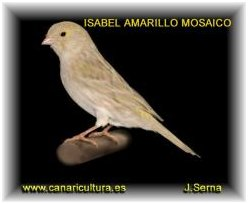 ISABEL AMARILLO MOSAICO
www.canaricultura.es J.Serna